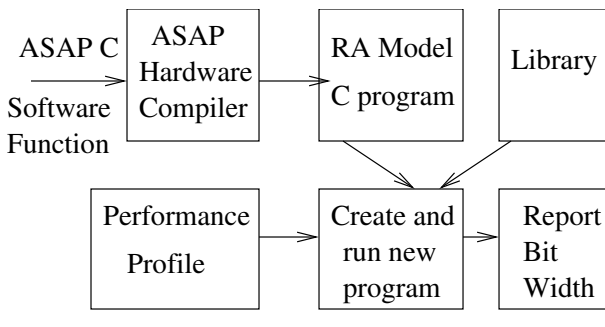 ASAP C
Software
Function
ASAP
Hardware
Compiler
RA Model
C program
Library
Performance
Profile
Create and
run new
program
Report
Bit
Width